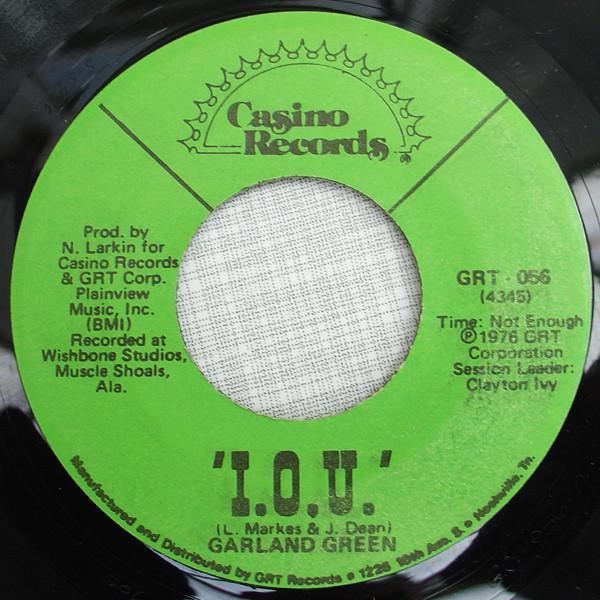 Casino
Records
Prod. by
N. Larkin for
Casino Records
& GRT Corp.
Plainview
Music, Inc.
(BMI)
Recorded at
Wishbone Studios,
Muscle Shoals,
Ala.
GRT - 056
(4345)
Time: Not Enough
℗1976 GRT
Corporation
Session Leader:
Clayton Ivy
'I.O.U.'
(L. Markes & J. Dean)
GARLAND GREEN
Manufactured and Distributed by GRT Records • 1226 16th Ave. S. • Nashville, Tn.